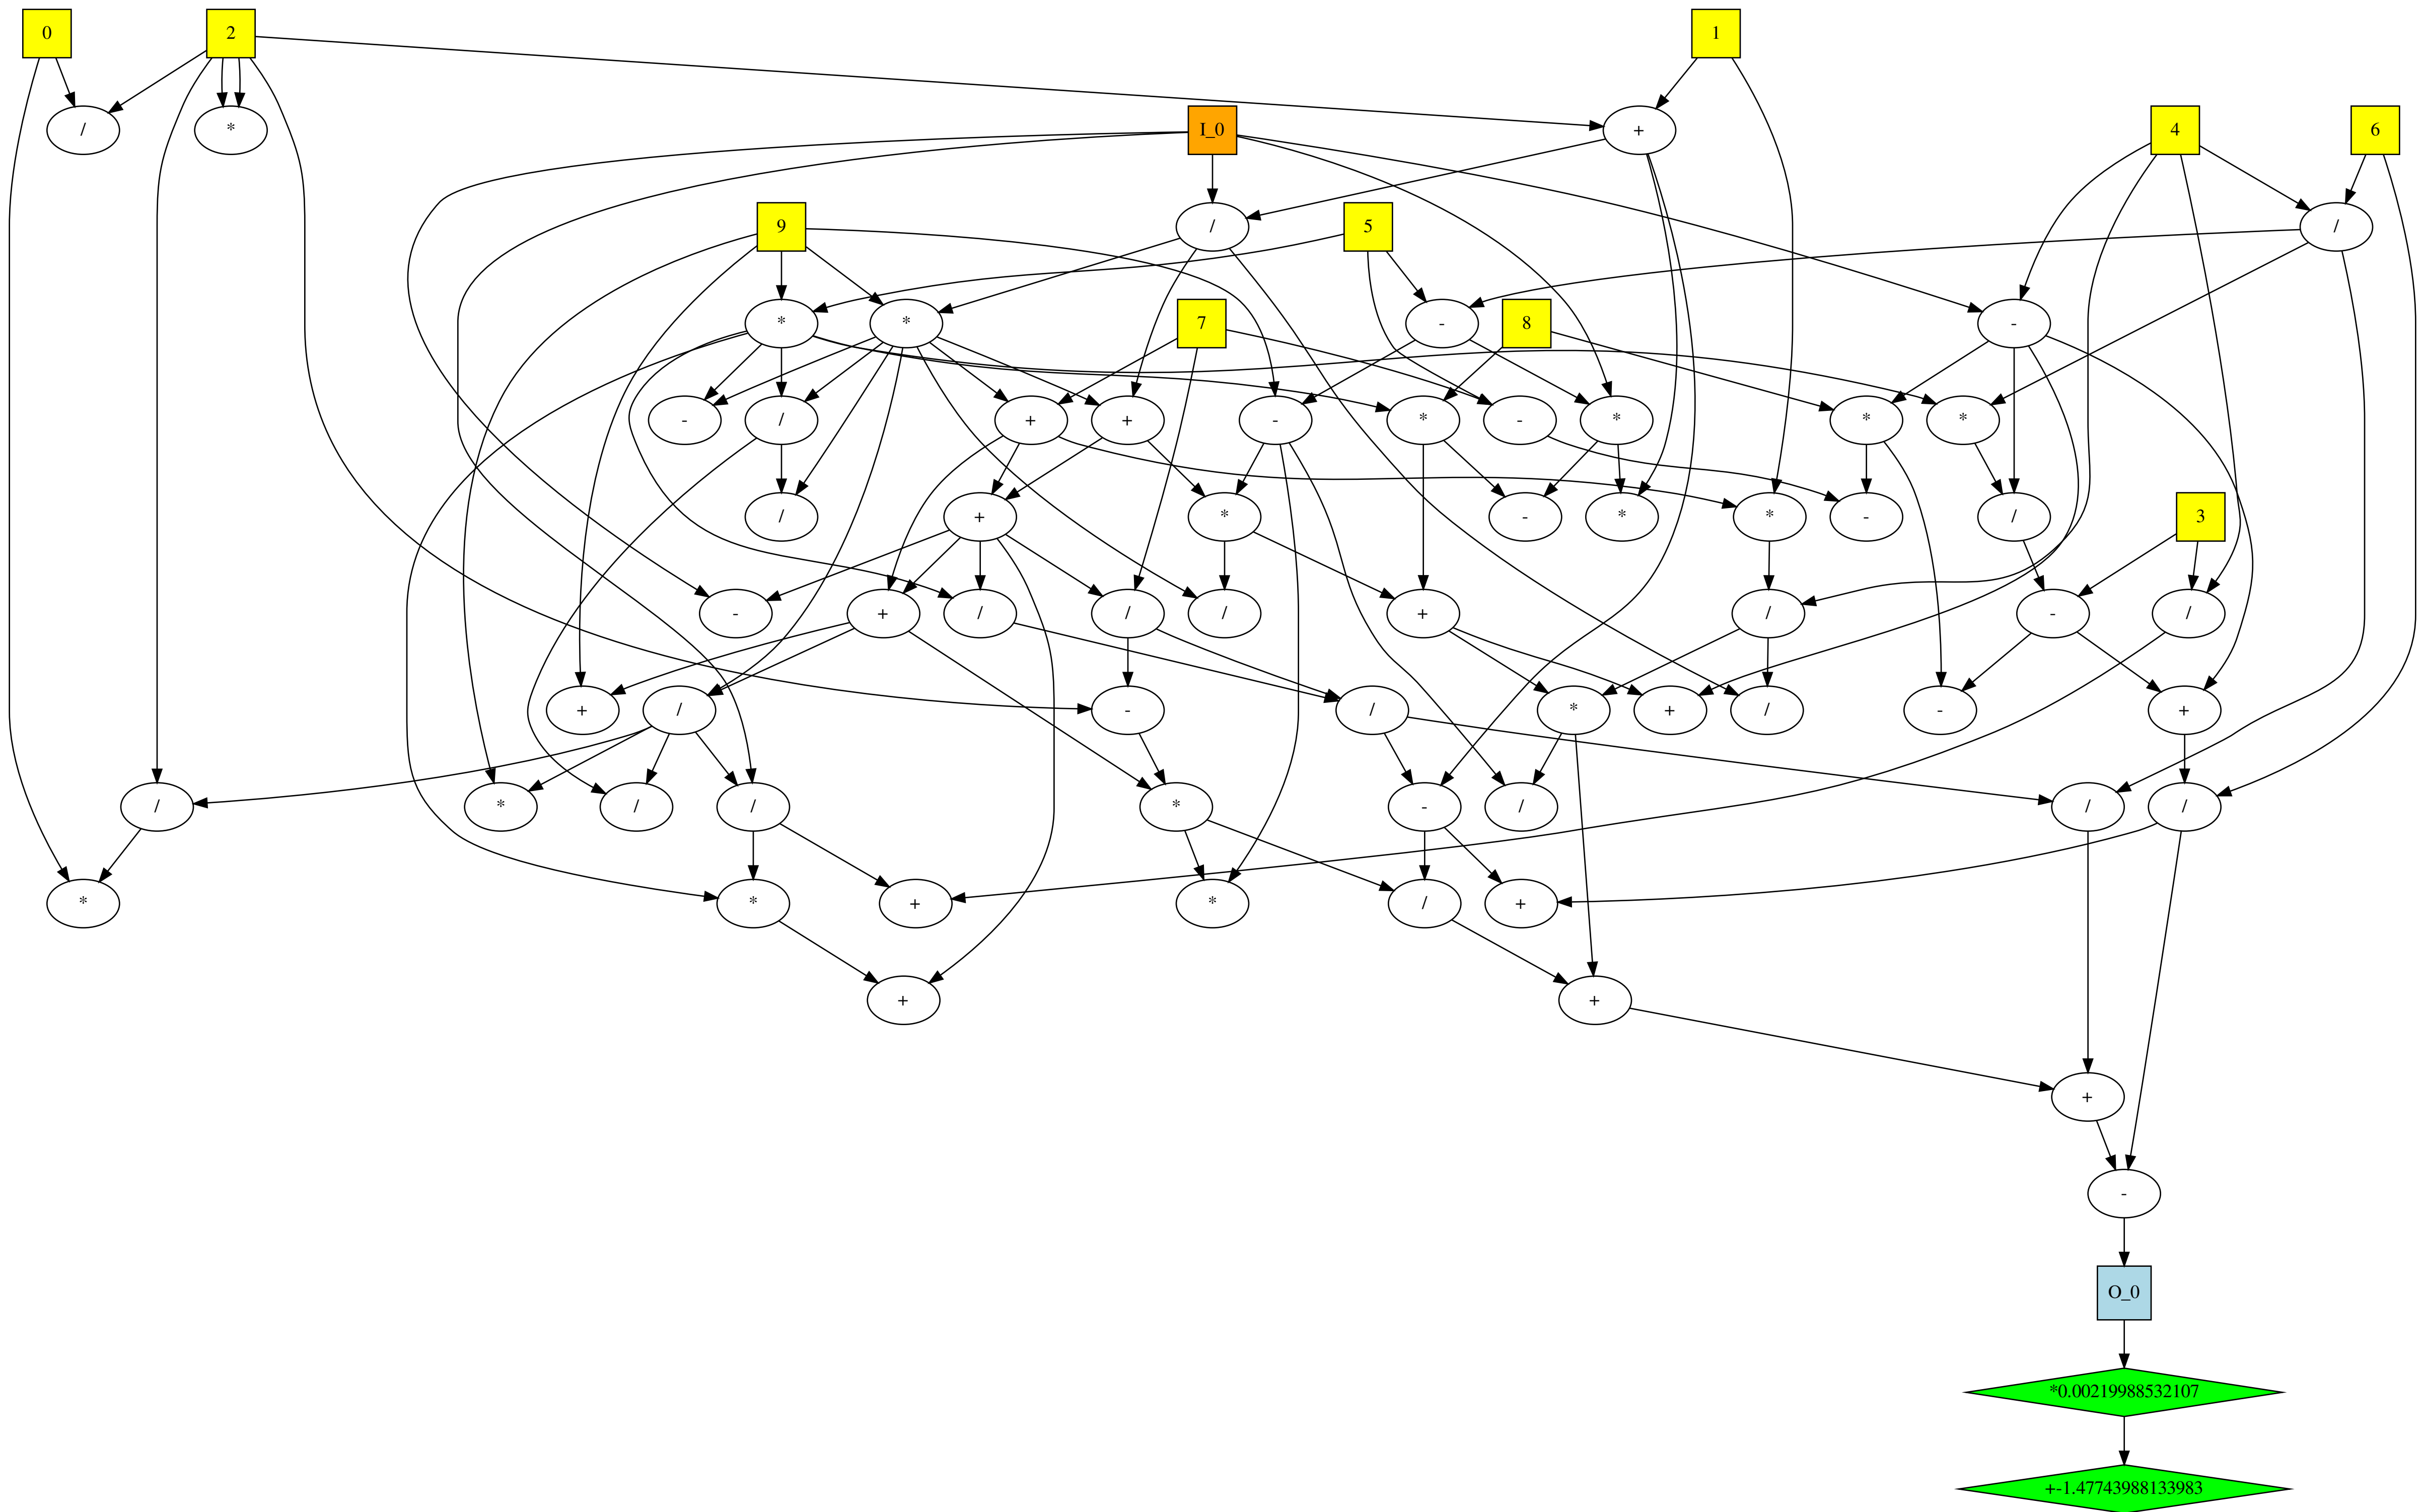 0 2 1
/ * I_0 + 4 6
9 / 5 /
* * 7 - 8 -
- / + + - * - * * *
/ + * - * * - / 3
- + / / / + / - /
+ / - / * + / - +
/ * / / * - / / /
* * + * / +
+ +
+
-
O_0
*0.00219988532107
+-1.47743988133983